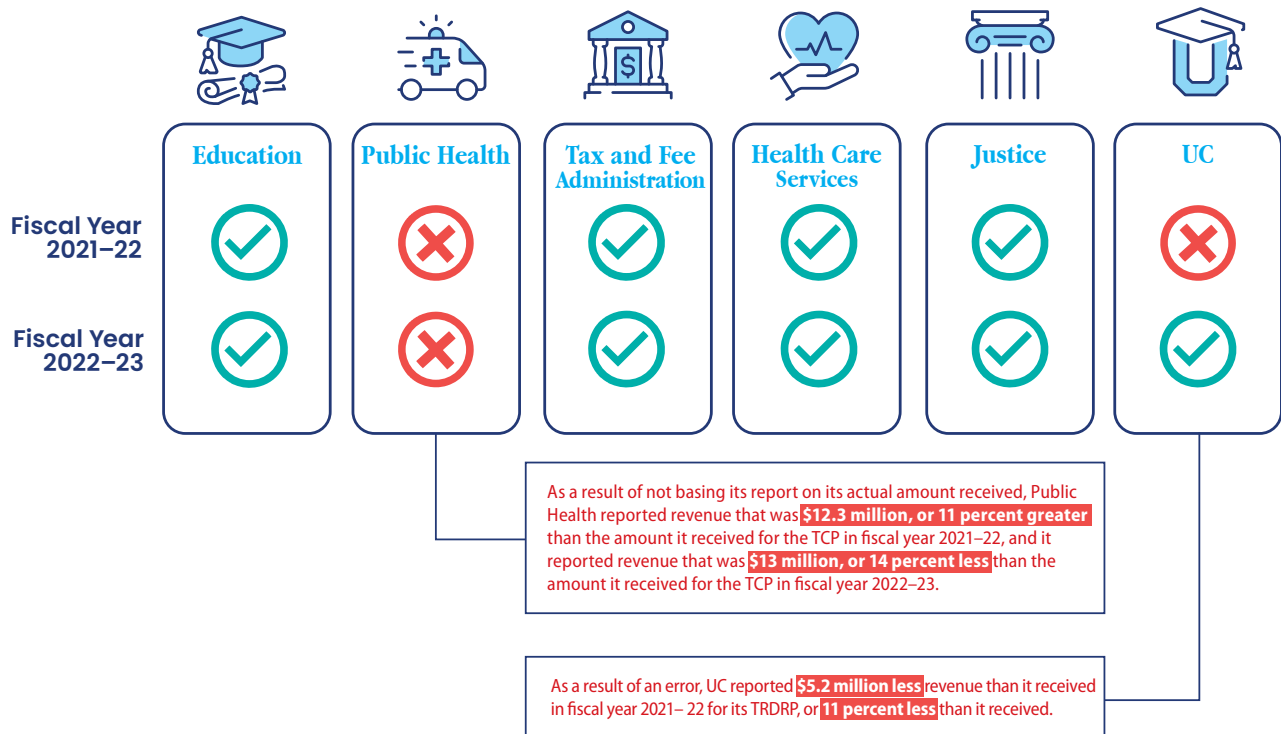 Education
Public Health
Tax and Fee
Administration
Health Care
Services
Justice
UC
Fiscal Year
2021–22
Fiscal Year
2022–23
As a result of not basing its report on its actual amount received, Public
Health reported revenue that was $12.3 million, or 11 percent greater
than the amount it received for the TCP in fiscal year 2021–22, and it
reported revenue that was $13 million, or 14 percent less than the
amount it received for the TCP in fiscal year 2022–23.
As a result of an error, UC reported $5.2 million less revenue than it received
in fiscal year 2021– 22 for its TRDRP, or 11 percent less than it received.